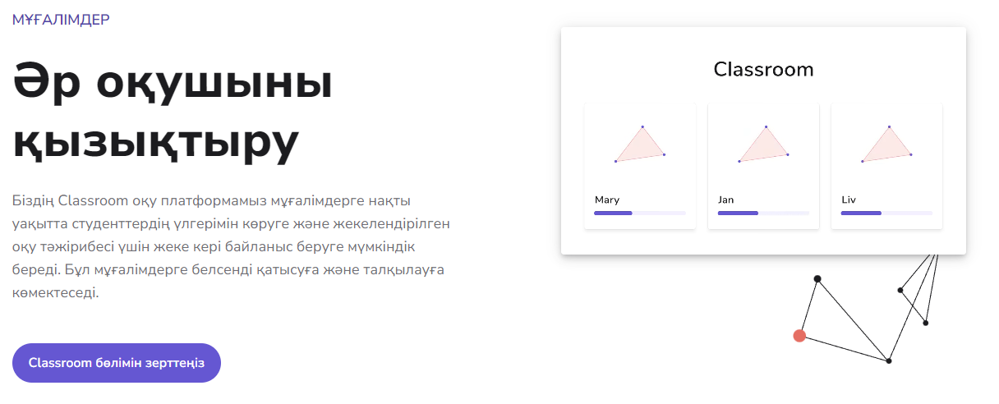 МҰҒАЛІМДЕР
Әр оқушыны
қызықтыру
Біздің Classroom оқу платформамыз мұғалімдерге нақты
уақытта студенттердің үлгерімін көруге және жекелендірілген
оқу тәжірибесі үшін жеке кері байланыс беруге мүмкіндік
береді. Бұл мұғалімдерге белсенді қатысуға және талқылауға
көмектеседі.
Classroom бөлімін зерттеңіз
Classroom
Mary
Jan
Liv